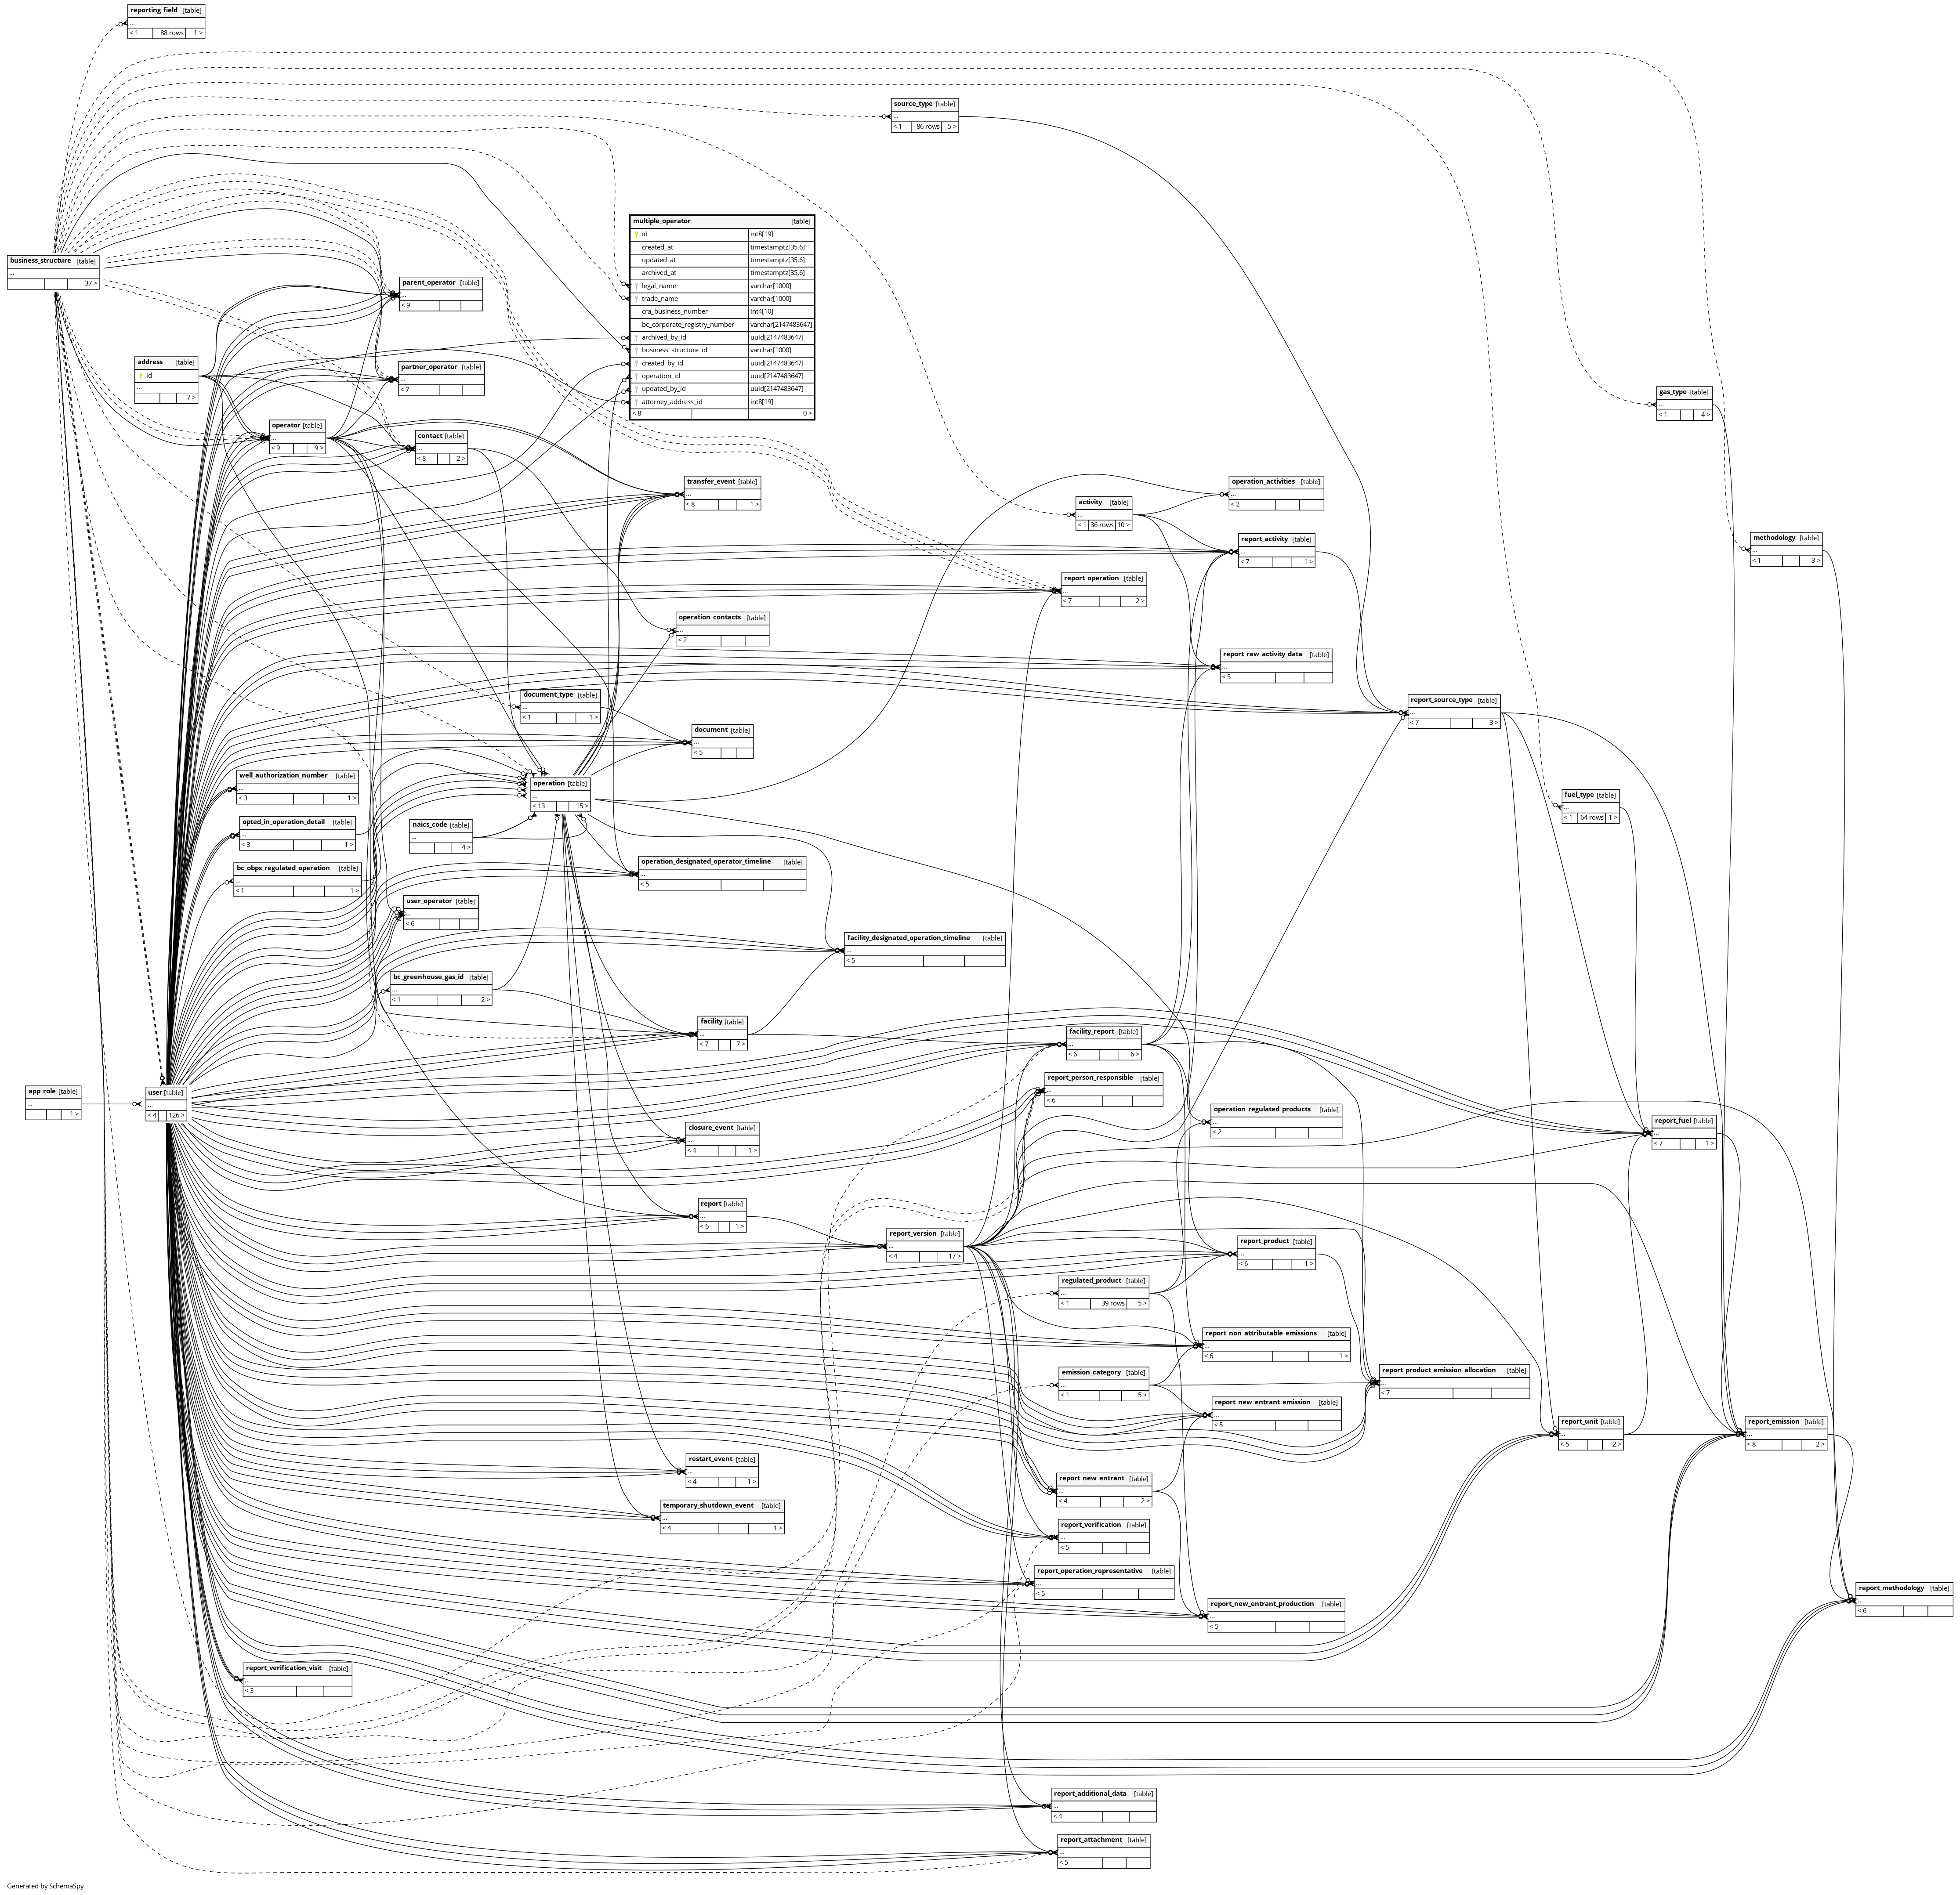 reporting_field [table]
...
< 1 88 rows 1 >
source_type [table]
...
< 1 86 rows 5 >
multiple_operator [table]
id int8[19]
created_at timestamptz[35,6]
updated_at timestamptz[35,6]
archived_at timestamptz[35,6]
legal_name varchar[1000]
trade_name varchar[1000]
cra_business_number int4[10]
bc_corporate_registry_number varchar[2147483647]
archived_by_id uuid[2147483647]
business_structure_id varchar[1000]
created_by_id uuid[2147483647]
operation_id uuid[2147483647]
updated_by_id uuid[2147483647]
attorney_address_id int8[19]
< 8 0 >
business_structure [table]
...
37 >
parent_operator [table]
...
< 9
address [table]
id
...
7 >
partner_operator [table]
...
< 7
gas_type [table]
...
< 1 4 >
operator [table]
...
< 9 9 >
contact [table]
...
< 8 2 >
transfer_event [table]
...
< 8 1 >
operation_activities [table]
...
< 2
activity [table]
...
< 1 36 rows 10 >
report_activity [table]
...
< 7 1 >
methodology [table]
...
< 1 3 >
report_operation [table]
...
< 7 2 >
operation_contacts [table]
...
< 2
report_raw_activity_data [table]
...
< 5
document_type [table]
...
< 1 1 >
report_source_type [table]
...
< 7 3 >
document [table]
...
< 5
well_authorization_number [table]
...
< 3 1 >
operation [table]
...
< 13 15 >
fuel_type [table]
...
< 1 64 rows 1 >
opted_in_operation_detail [table]
...
< 3 1 >
naics_code [table]
...
4 >
bc_obps_regulated_operation [table]
...
< 1 1 >
operation_designated_operator_timeline [table]
...
< 5
user_operator [table]
...
< 6
facility_designated_operation_timeline [table]
...
< 5
bc_greenhouse_gas_id [table]
...
< 1 2 >
facility [table]
...
< 7 7 >
facility_report [table]
...
< 6 6 >
report_person_responsible [table]
...
< 6
app_role [table]
...
1 >
user [table]
...
< 4 126 >
operation_regulated_products [table]
...
< 2
report_fuel [table]
...
< 7 1 >
closure_event [table]
...
< 4 1 >
report [table]
...
< 6 1 >
report_version [table]
...
< 4 17 >
report_product [table]
...
< 6 1 >
regulated_product [table]
...
< 1 39 rows 5 >
report_non_attributable_emissions [table]
...
< 6 1 >
emission_category [table]
...
< 1 5 >
report_product_emission_allocation [table]
...
< 7
report_new_entrant_emission [table]
...
< 5
report_unit [table]
...
< 5 2 >
report_emission [table]
...
< 8 2 >
restart_event [table]
...
< 4 1 >
report_new_entrant [table]
...
< 4 2 >
temporary_shutdown_event [table]
...
< 4 1 >
report_verification [table]
...
< 5
report_operation_representative [table]
...
< 5
report_methodology [table]
...
< 6
report_new_entrant_production [table]
...
< 5
report_verification_visit [table]
...
< 3
report_additional_data [table]
...
< 4
report_attachment [table]
...
< 5
Generated by SchemaSpy